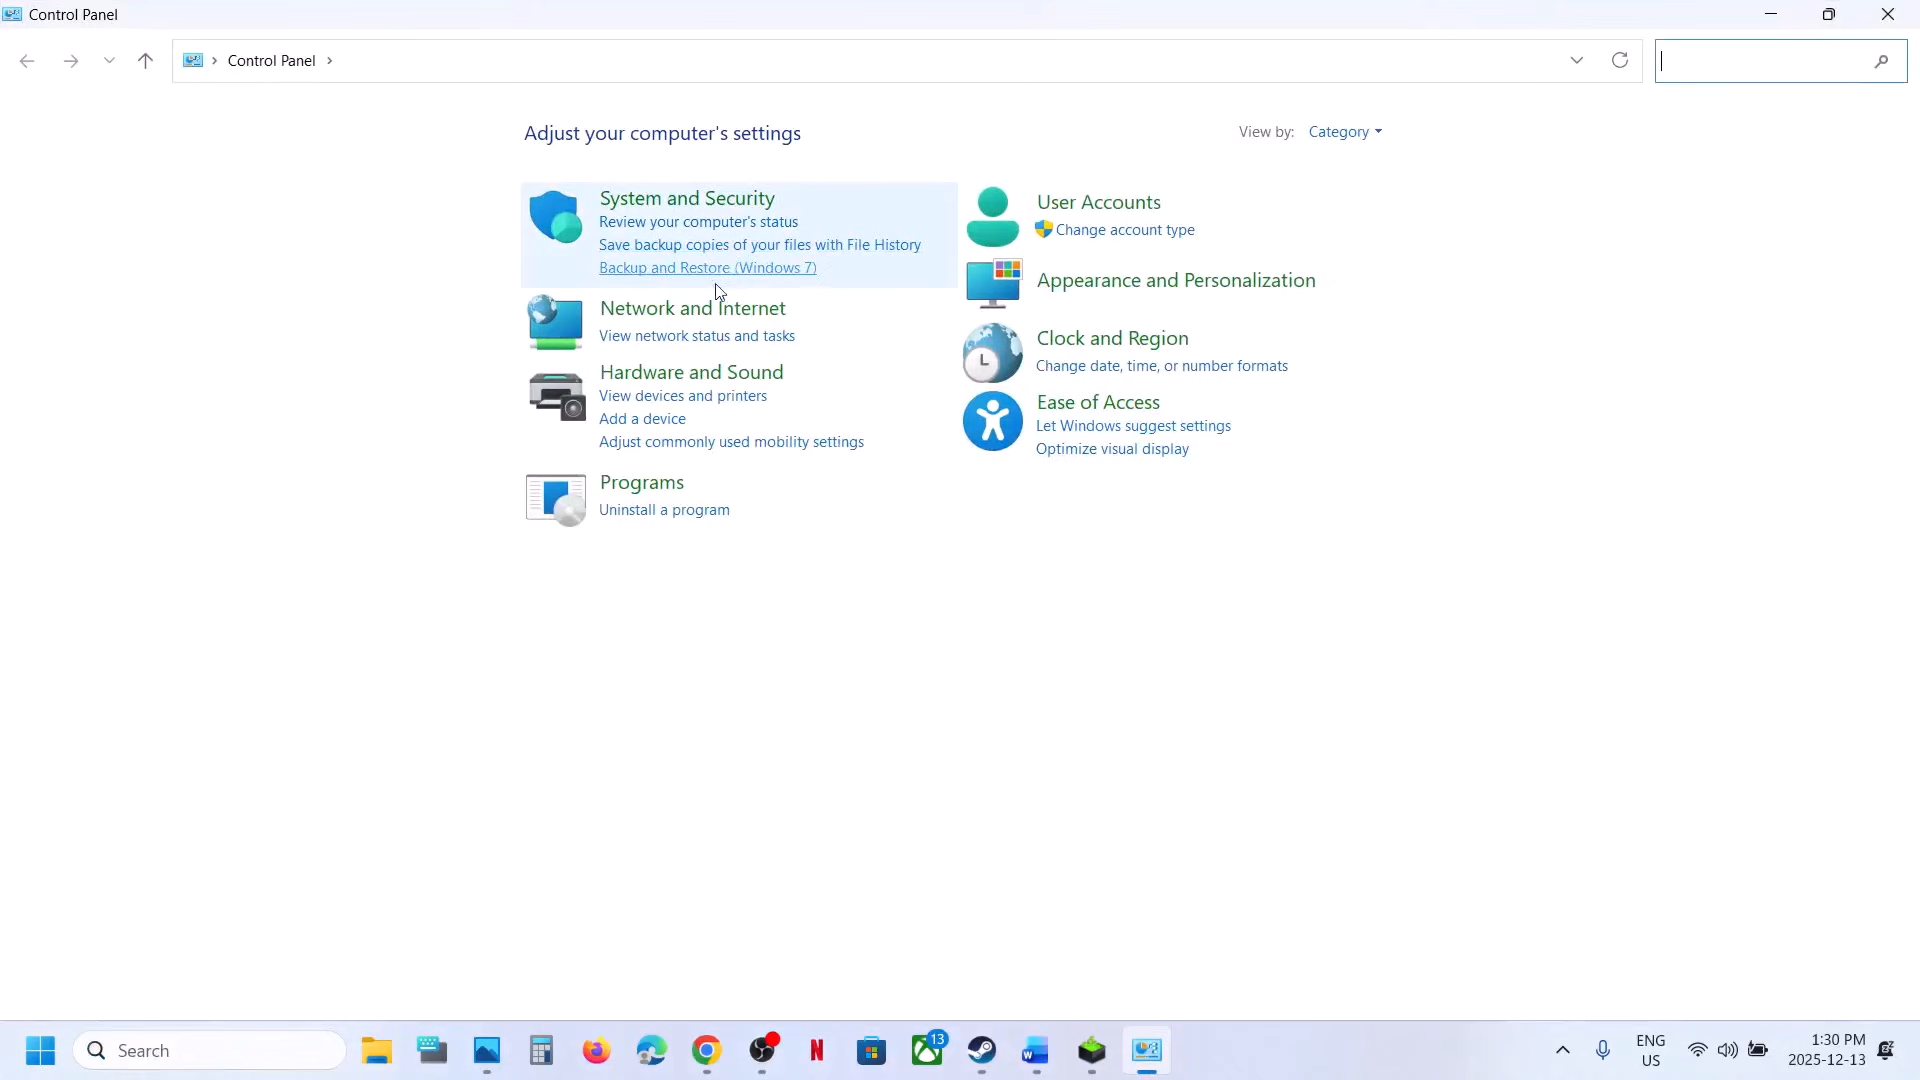 Control Panel
Control Panel
Adjust your computer's settings
View by: Category
System and Security
Review your computer's status
Save backup copies of your files with File History
Backup and Restore (Windows 7)
Network and Internet
View network status and tasks
Hardware and Sound
View devices and printers
Add a device
Adjust commonly used mobility settings
Programs
Uninstall a program
User Accounts
Change account type
Appearance and Personalization
Clock and Region
Change date, time, or number formats
Ease of Access
Let Windows suggest settings
Optimize visual display
Search
N
13
W
ENG
US
1:30 PM
2025-12-13